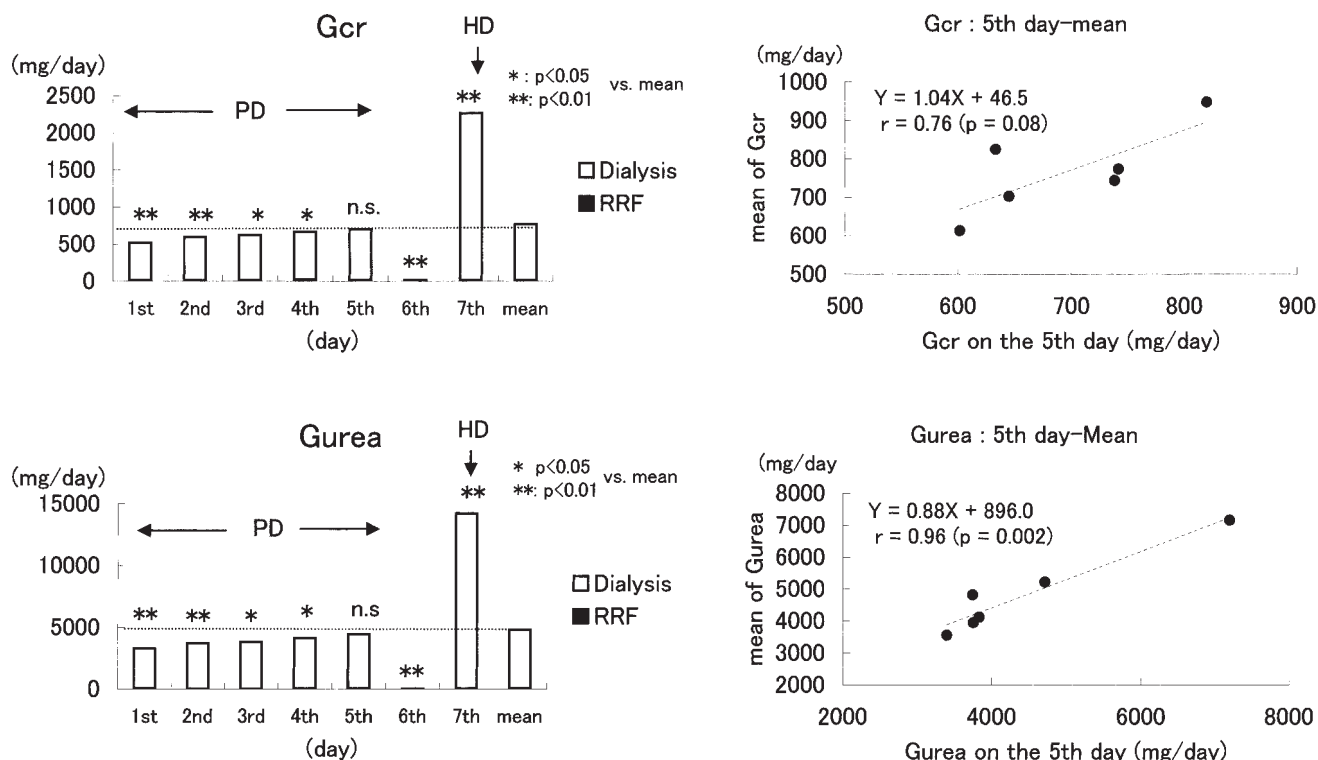 Gcr
HD
(mg/day)
* : p<0.05
**: p<0.01
vs. mean
2500
2000
1500
1000
500
0
PD
** ** * * n.s. ** **
Dialysis
RRF
1st 2nd 3rd 4th 5th 6th 7th mean
(day)
Gcr : 5th day-mean
(mg/day)
mean of Gcr
1000
900
800
700
600
500
Y = 1.04X + 46.5
r = 0.76 (p = 0.08)
500 600 700 800 900
Gcr on the 5th day (mg/day)
Gurea
HD
(mg/day)
* p<0.05
**: p<0.01
vs. mean
15000
10000
5000
0
PD
** ** * * n.s ** **
Dialysis
RRF
1st 2nd 3rd 4th 5th 6th 7th mean
(day)
Gurea : 5th day-Mean
(mg/day
mean of Gurea
8000
7000
6000
5000
4000
3000
2000
Y = 0.88X + 896.0
r = 0.96 (p = 0.002)
2000 4000 6000 8000
Gurea on the 5th day (mg/day)